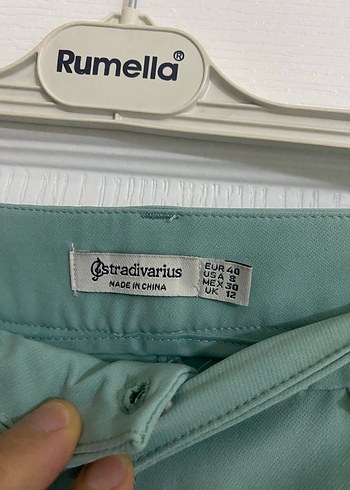 Rumella®
stradivarius
MADE IN CHINA
EUR 40
USA 8
MEX 30
UK 12